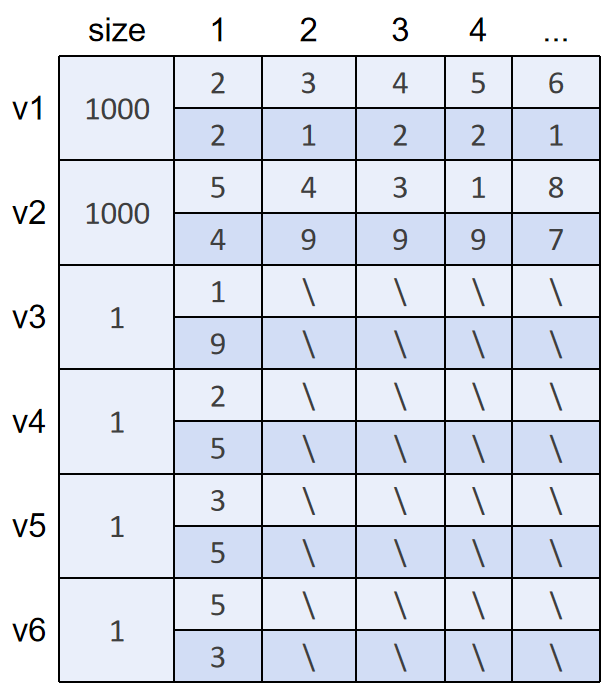 size 1 2 3 4 ...
v1 1000 2 3 4 5 6
2 1 2 2 1
v2 1000 5 4 3 1 8
4 9 9 9 7
v3 1 1 \ \ \ \
9 \ \ \ \
v4 1 2 \ \ \ \
5 \ \ \ \
v5 1 3 \ \ \ \
5 \ \ \ \
v6 1 5 \ \ \ \
3 \ \ \ \